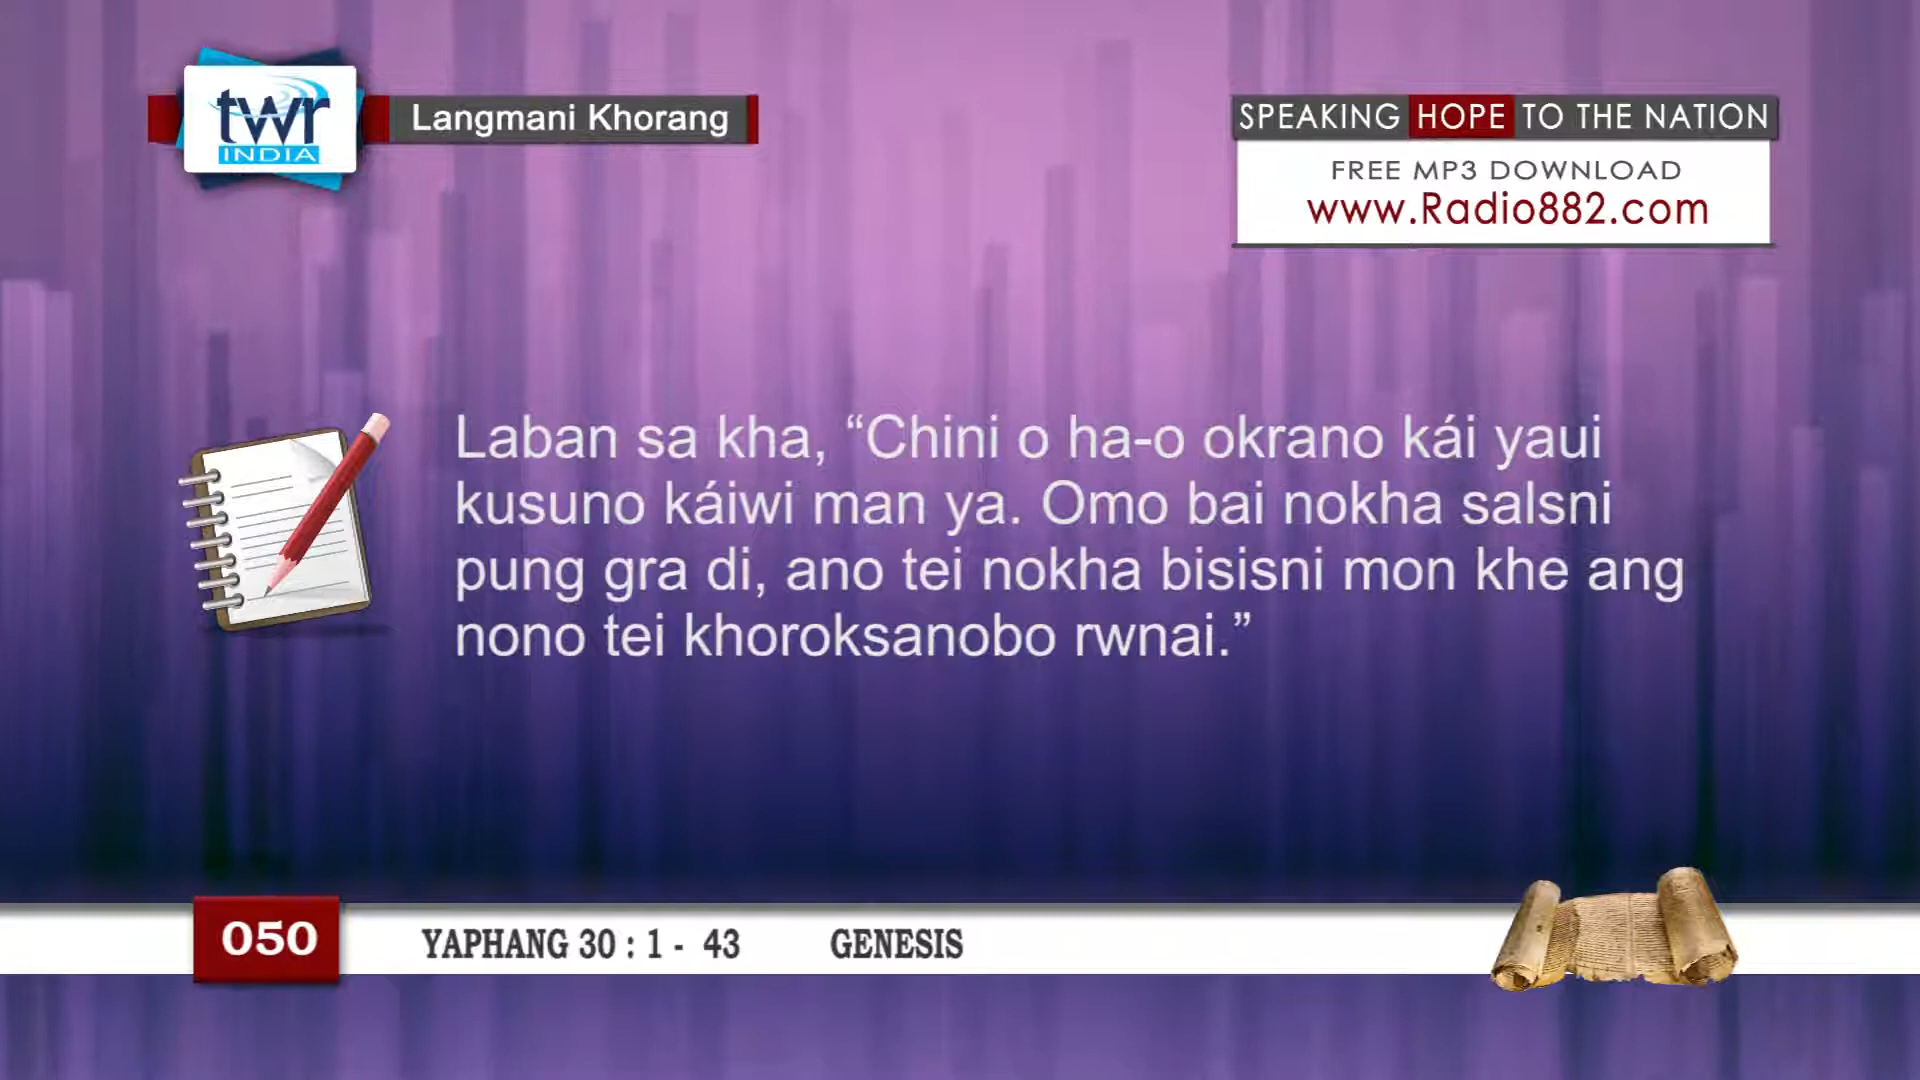 twr
INDIA
Langmani Khorang
SPEAKING HOPE TO THE NATION
FREE MP3 DOWNLOAD
www.Radio882.com
Laban sa kha, “Chini o ha-o okrano kái yaui
kusuno káiwi man ya. Omo bai nokha salsni
pung gra di, ano tei nokha bisisni mon khe ang
nono tei khoroksanobo rwnai.”
050
YAPHANG 30 : 1 - 43 GENESIS